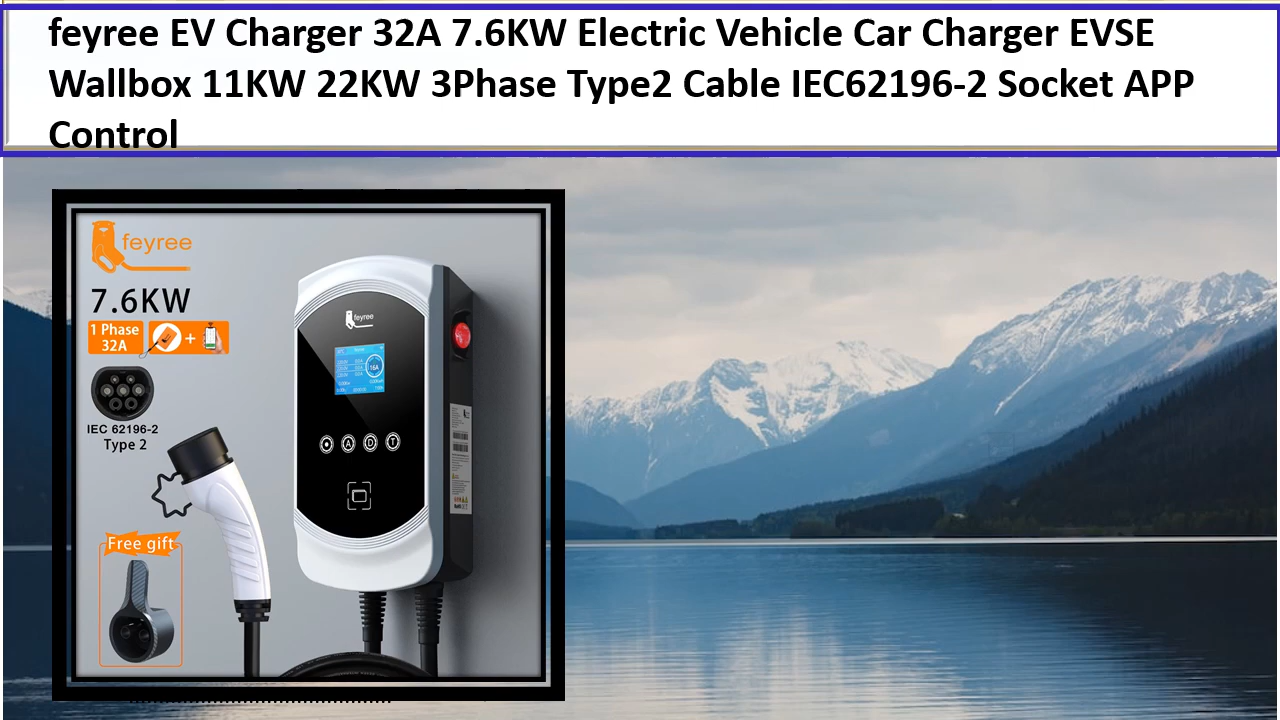 feyree EV Charger 32A 7.6KW Electric Vehicle Car Charger EVSE
Wallbox 11KW 22KW 3Phase Type2 Cable IEC62196-2 Socket APP
Control
feyree
7.6KW
1 Phase
32A
+
IEC 62196-2
Type 2
Free gift
feyree
16A
A D T